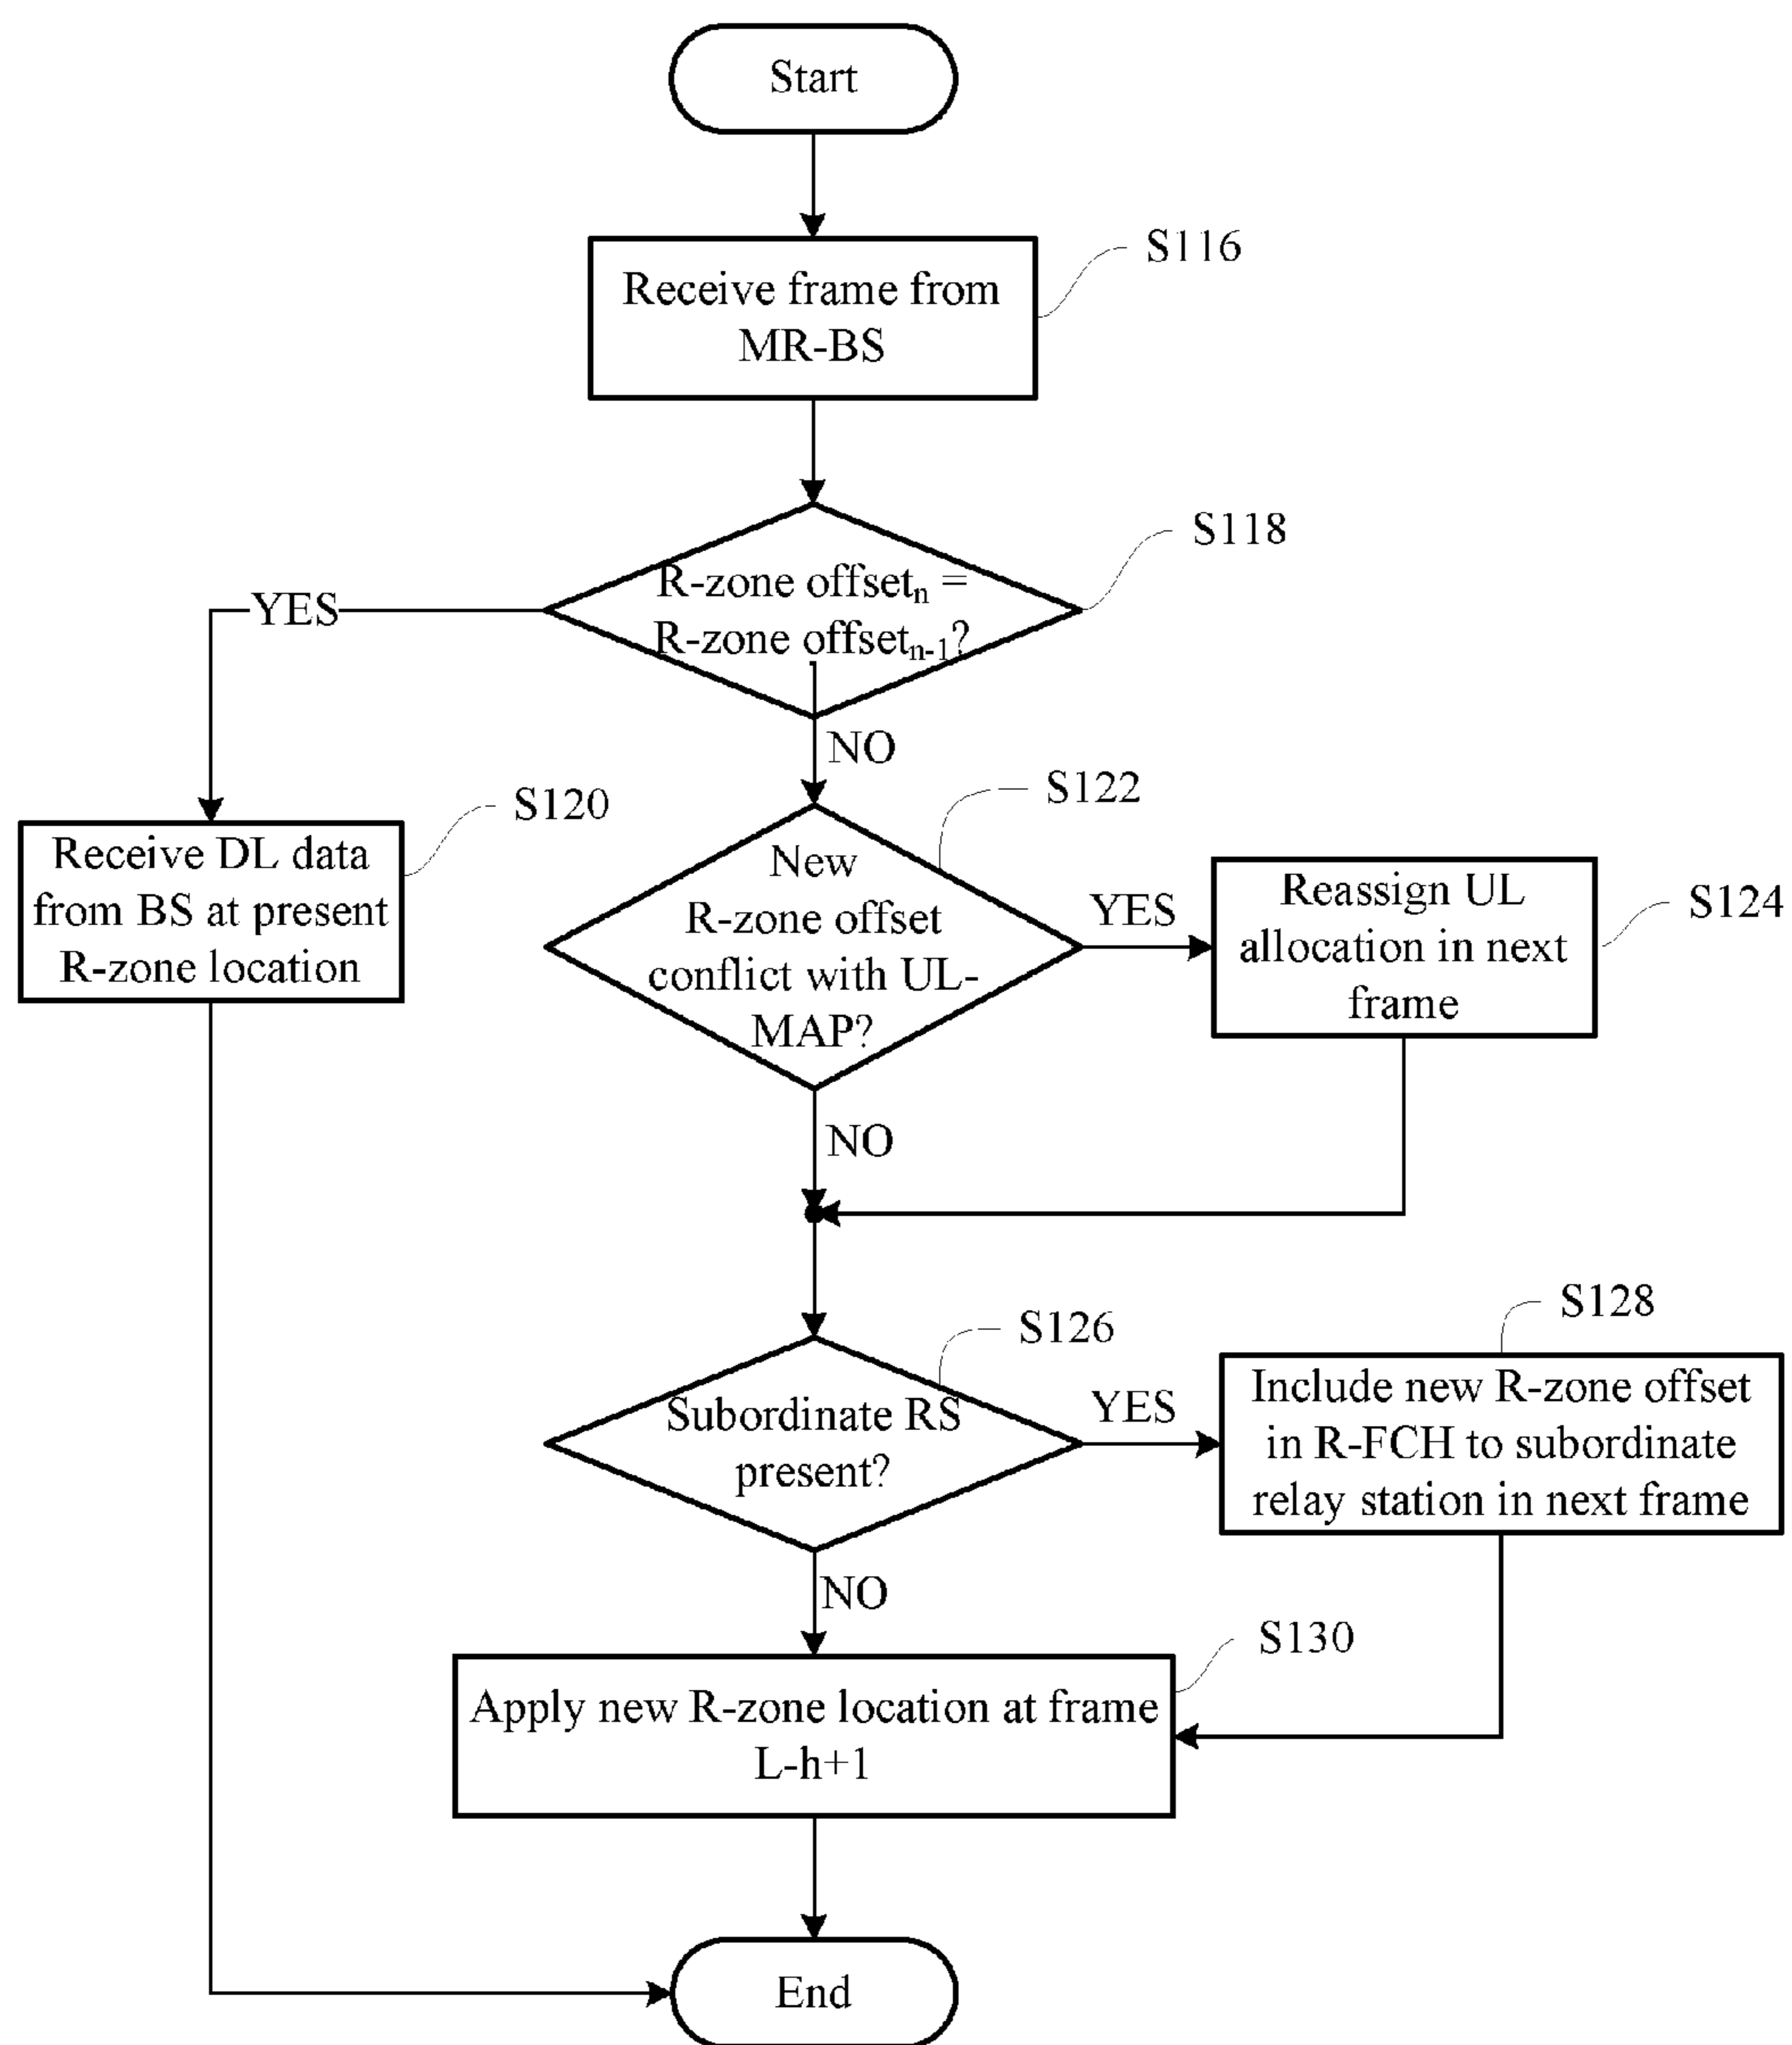 Start
S116
Receive frame from
MR-BS
S118
R-zone offsetn =
R-zone offsetn-1?
YES
NO
S120
Receive DL data
from BS at present
R-zone location
S122
New
R-zone offset
conflict with UL-
MAP?
YES
S124
Reassign UL
allocation in next
frame
NO
S126
Subordinate RS
present?
YES
S128
Include new R-zone offset
in R-FCH to subordinate
relay station in next frame
NO
S130
Apply new R-zone location at frame
L-h+1
End